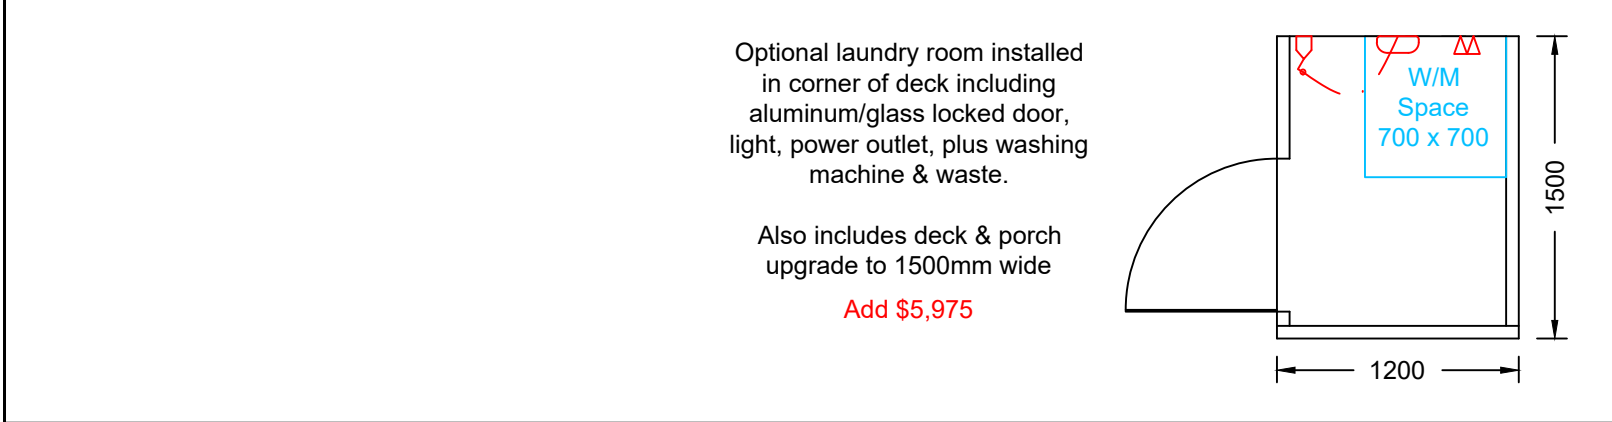 Optional laundry room installed
in corner of deck including
aluminum/glass locked door,
light, power outlet, plus washing
machine & waste.
Also includes deck & porch
upgrade to 1500mm wide
Add $5,975
W/M
Space
700 x 700
1500
1200